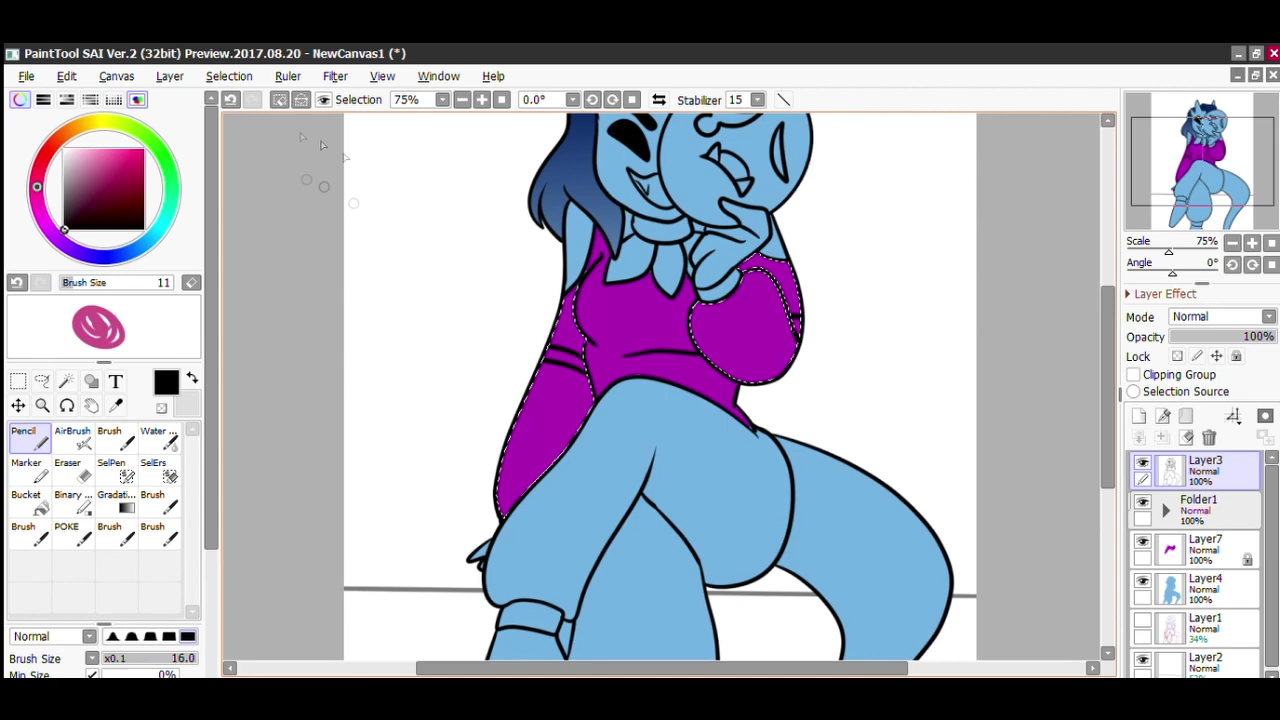 PaintTool SAI Ver.2 (32bit) Preview.2017.08.20 - NewCanvas1 (*)
File Edit Canvas Layer Selection Ruler Filter View Window Help
Selection 75% 0.0° Stabilizer 15
Brush Size 11
T
Pencil AirBrush Brush Water ...
Marker Eraser SelPen SelErs
Bucket Binary ... Gradati... Brush
Brush POKE Brush Brush
Normal
Brush Size x0.1 16.0
Min Size 0%
Scale 75%
Angle 0°
Layer Effect
Mode Normal
Opacity 100%
Lock
Clipping Group
Selection Source
Layer3
Normal
100%
Folder1
Normal
100%
Layer7
Normal
100%
Layer4
Normal
100%
Layer1
Normal
34%
Layer2
Normal